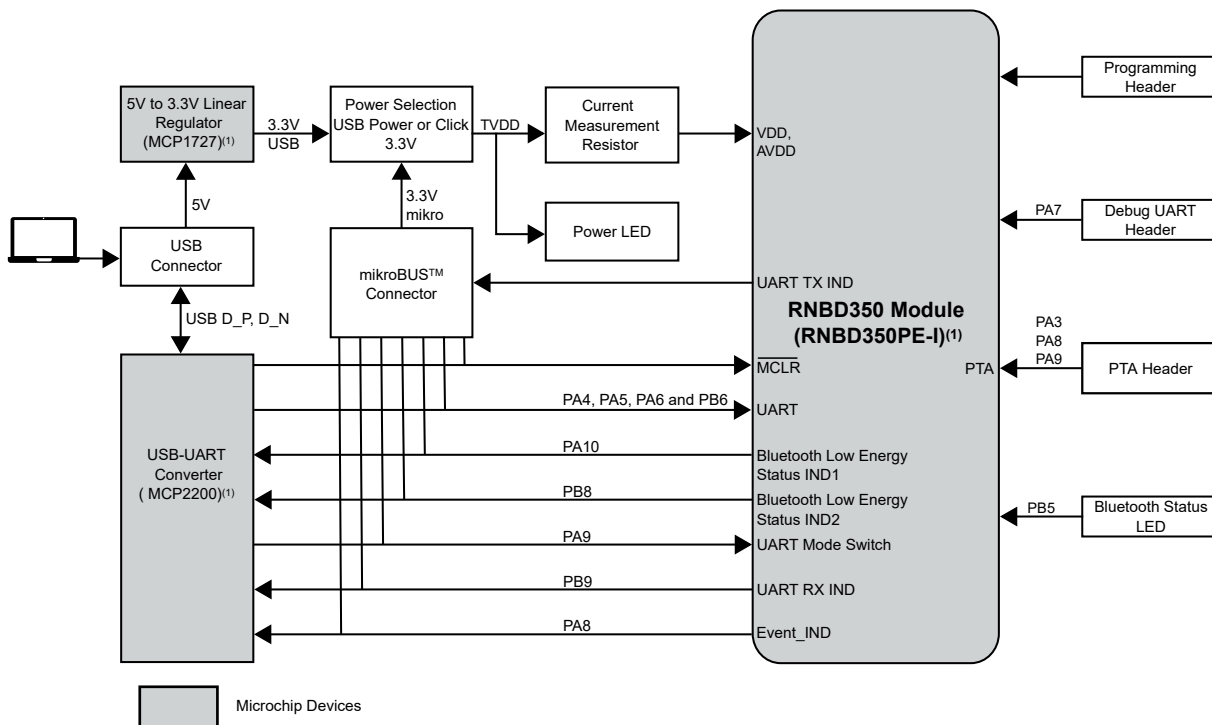 5V to 3.3V Linear
Regulator
(MCP1727)(1)
3.3V
USB
Power Selection
USB Power or Click
3.3V
TVDD
Current
Measurement
Resistor
VDD,
AVDD
Programming
Header
5V
3.3V
mikro
Power LED
PA7
Debug UART
Header
USB
Connector
mikroBUS™
Connector
UART TX IND
RNBD350 Module
(RNBD350PE-I)(1)
USB D_P, D_N
MCLR
PTA
PA3
PA8
PA9
PTA Header
PA4, PA5, PA6 and PB6
UART
USB-UART
Converter
( MCP2200)(1)
PA10
Bluetooth Low Energy
Status IND1
PB8
Bluetooth Low Energy
Status IND2
PB5
Bluetooth Status
LED
PA9
UART Mode Switch
PB9
UART RX IND
PA8
Event_IND
Microchip Devices